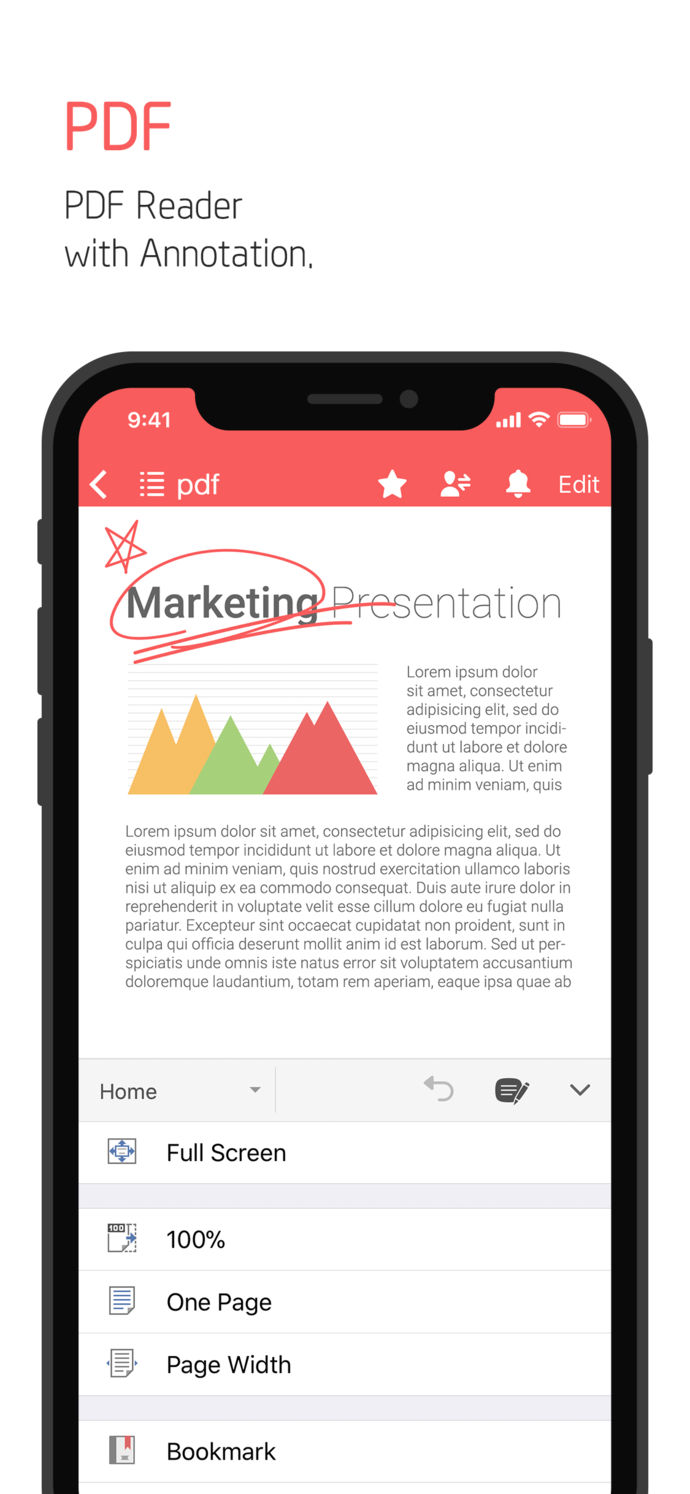 PDF
PDF Reader
with Annotation.
9:41
pdf
Edit
Marketing Presentation
Lorem ipsum dolor
sit amet, consectetur
adipisicing elit, sed do
eiusmod tempor incidi-
dunt ut labore et dolore
magna aliqua. Ut enim
ad minim veniam, quis
Lorem ipsum dolor sit amet, consectetur adipisicing elit, sed do
eiusmod tempor incididunt ut labore et dolore magna aliqua. Ut
enim ad minim veniam, quis nostrud exercitation ullamco laboris
nisi ut aliquip ex ea commodo consequat. Duis aute irure dolor in
reprehenderit in voluptate velit esse cillum dolore eu fugiat nulla
pariatur. Excepteur sint occaecat cupidatat non proident, sunt in
culpa qui officia deserunt mollit anim id est laborum. Sed ut per-
spiciatis unde omnis iste natus error sit voluptatem accusantium
doloremque laudantium, totam rem aperiam, eaque ipsa quae ab
Home
Full Screen
100
100%
One Page
Page Width
Bookmark